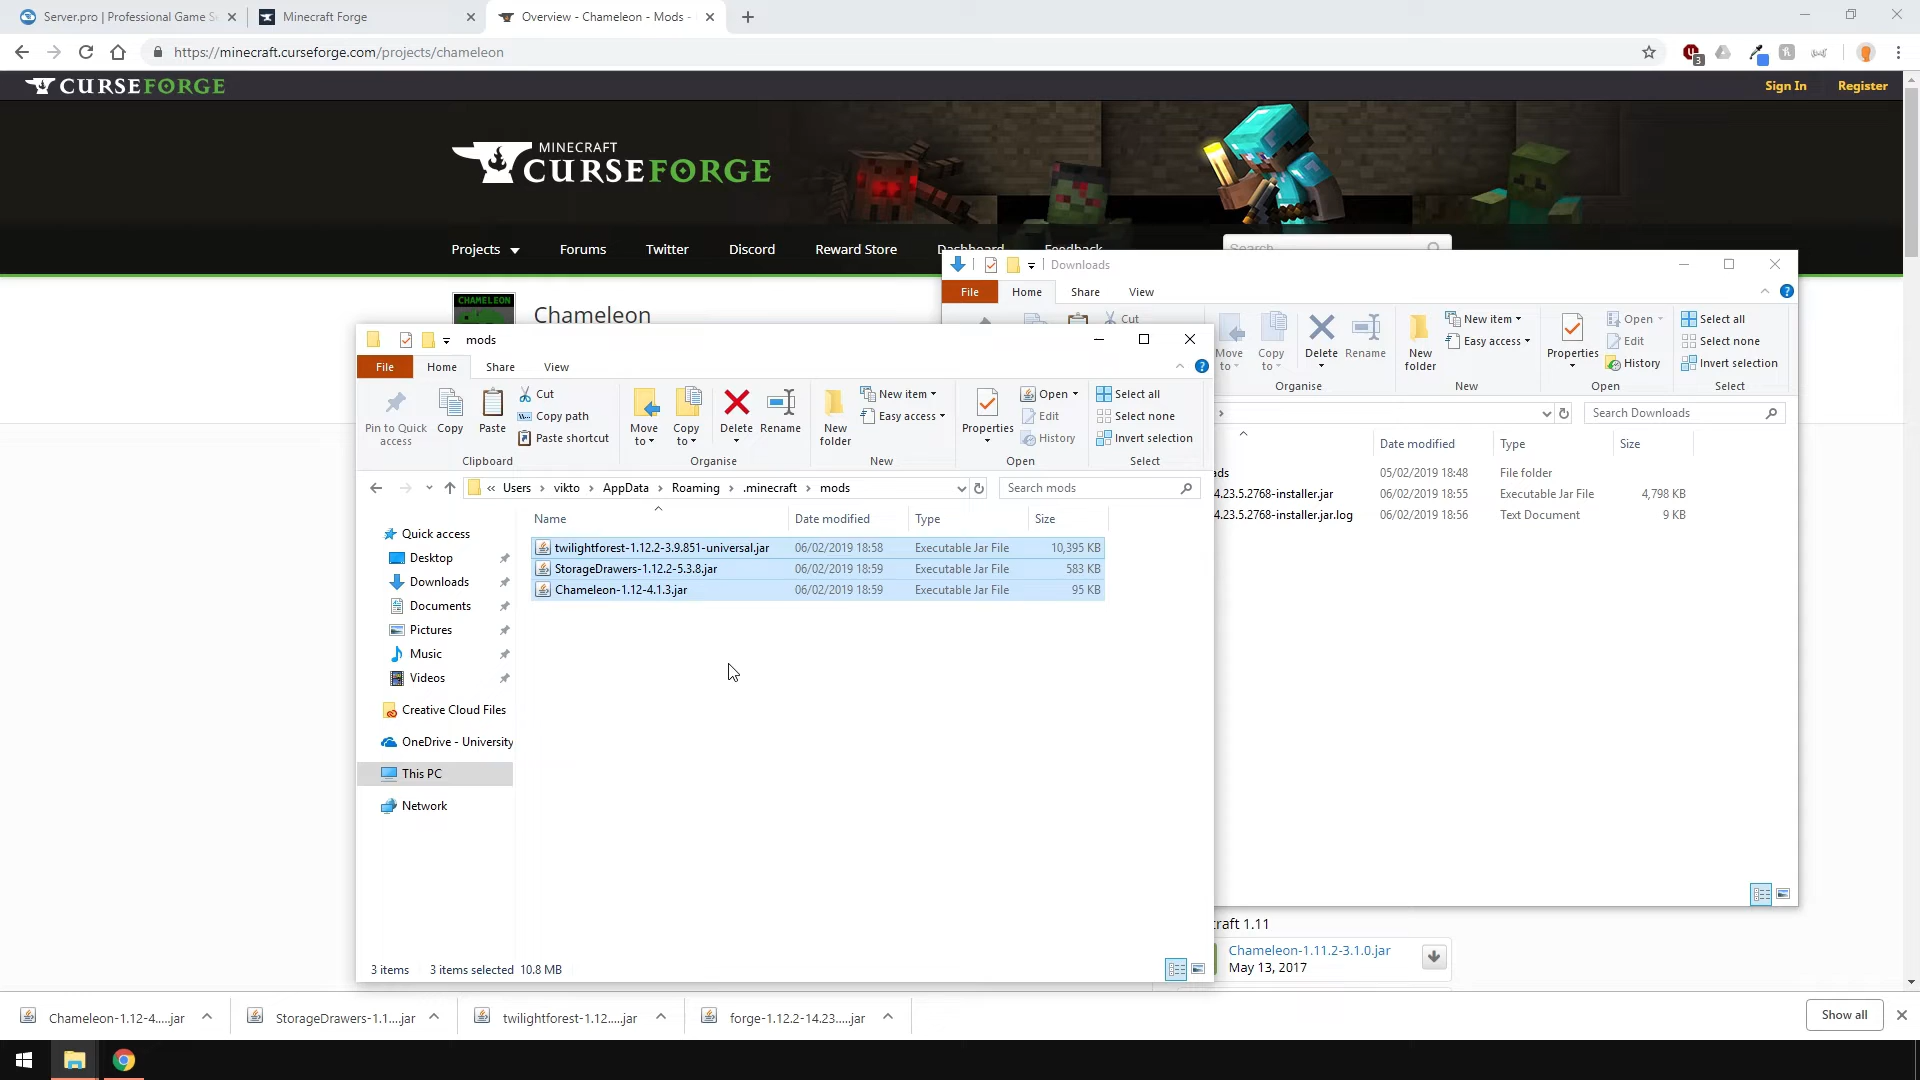 Server.pro | Professional Game S
Minecraft Forge
Overview - Chameleon - Mods -
https://minecraft.curseforge.com/projects/chameleon
3
CURSEFORGE
Sign In
Register
MINECRAFT
CURSEFORGE
Projects
Forums
Twitter
Discord
Reward Store
Dashboard
Feedback
Search
CHAMELEON
Chameleon
Downloads
File
Home
Share
View
Cut
Move
to
Copy
to
Delete
Rename
New
folder
New item
Easy access
Properties
Open
Edit
History
Select all
Select none
Invert selection
Organise
New
Open
Select
Search Downloads
Date modified
Type
Size
ads
05/02/2019 18:48
File folder
4.23.5.2768-installer.jar
06/02/2019 18:55
Executable Jar File
4,798 KB
4.23.5.2768-installer.jar.log
06/02/2019 18:56
Text Document
9 KB
mods
File
Home
Share
View
Pin to Quick
access
Copy
Paste
Cut
Copy path
Paste shortcut
Move
to
Copy
to
Delete
Rename
New
folder
New item
Easy access
Properties
Open
Edit
History
Select all
Select none
Invert selection
Clipboard
Organise
New
Open
Select
« Users › vikto › AppData › Roaming › .minecraft › mods
Search mods
Name
Date modified
Type
Size
twilightforest-1.12.2-3.9.851-universal.jar
06/02/2019 18:58
Executable Jar File
10,395 KB
StorageDrawers-1.12.2-5.3.8.jar
06/02/2019 18:59
Executable Jar File
583 KB
Chameleon-1.12-4.1.3.jar
06/02/2019 18:59
Executable Jar File
95 KB
Quick access
Desktop
Downloads
Documents
Pictures
Music
Videos
Creative Cloud Files
OneDrive - University
This PC
Network
3 items
3 items selected 10.8 MB
craft 1.11
Chameleon-1.11.2-3.1.0.jar
May 13, 2017
Chameleon-1.12-4.....jar
StorageDrawers-1.1....jar
twilightforest-1.12.....jar
forge-1.12.2-14.23.....jar
Show all